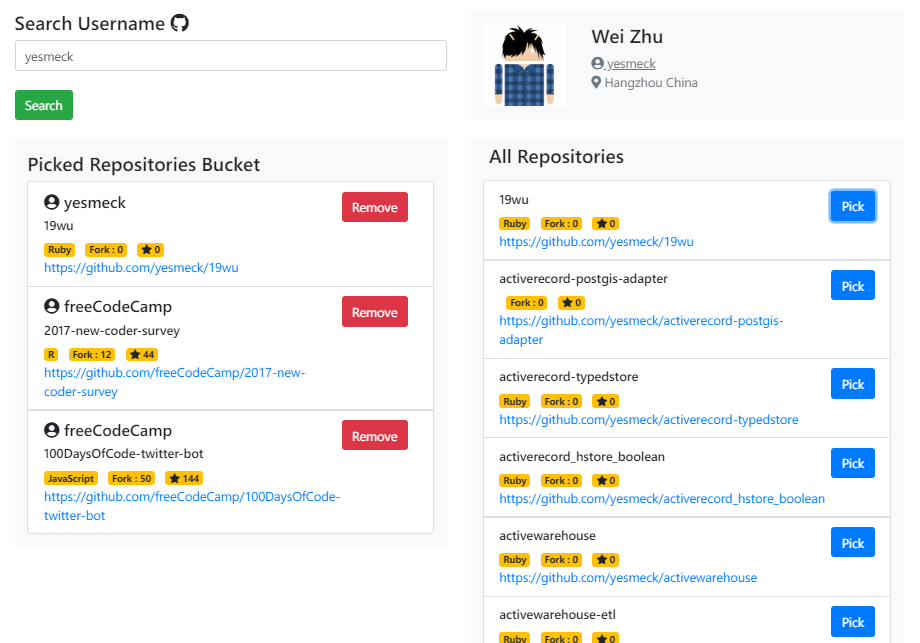 Search Username
yesmeck
Search
Picked Repositories Bucket
yesmeck
Remove
19wu
Ruby Fork : 0 0
https://github.com/yesmeck/19wu
freeCodeCamp
Remove
2017-new-coder-survey
R Fork : 12 44
https://github.com/freeCodeCamp/2017-new-
coder-survey
freeCodeCamp
Remove
100DaysOfCode-twitter-bot
JavaScript Fork : 50 144
https://github.com/freeCodeCamp/100DaysOfCode-
twitter-bot
Wei Zhu
yesmeck
Hangzhou China
All Repositories
19wu
Pick
Ruby Fork : 0 0
https://github.com/yesmeck/19wu
activerecord-postgis-adapter
Pick
Fork : 0 0
https://github.com/yesmeck/activerecord-postgis-
adapter
activerecord-typedstore
Pick
Ruby Fork : 0 0
https://github.com/yesmeck/activerecord-typedstore
activerecord_hstore_boolean
Pick
Ruby Fork : 0 0
https://github.com/yesmeck/activerecord_hstore_boolean
activewarehouse
Pick
Ruby Fork : 0 0
https://github.com/yesmeck/activewarehouse
activewarehouse-etl
Pick
Ruby Fork : 0 0